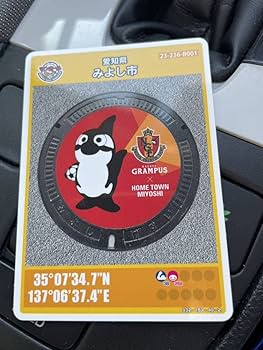 23-236-B001
愛知県
みよし市
NAGOYA
GRAMPUS
×
HOME TOWN
MIYOSHI
35°07'34.7"N
137°06'37.4"E